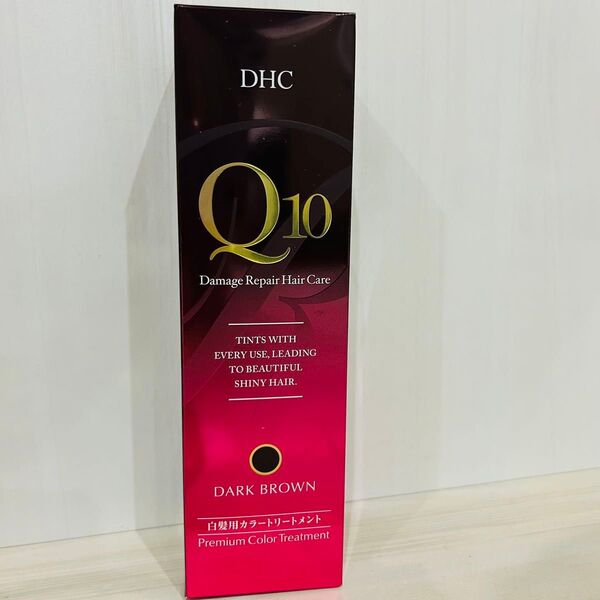 DHC
Q10
Damage Repair Hair Care
TINTS WITH
EVERY USE, LEADING
TO BEAUTIFUL
SHINY HAIR.
DARK BROWN
白髪用カラートリートメント
Premium Color Treatment